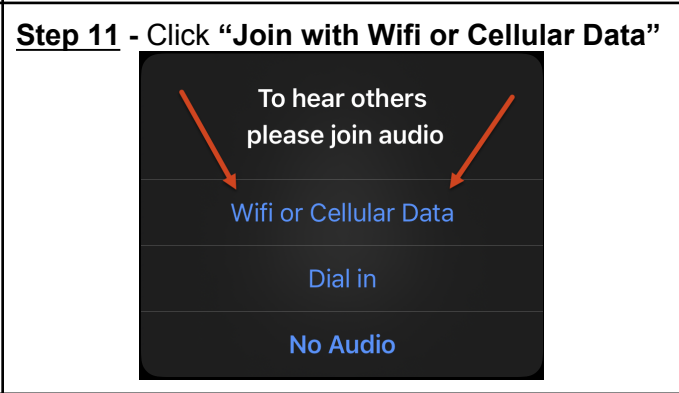 Step 11 - Click “Join with Wifi or Cellular Data”
To hear others
please join audio
Wifi or Cellular Data
Dial in
No Audio